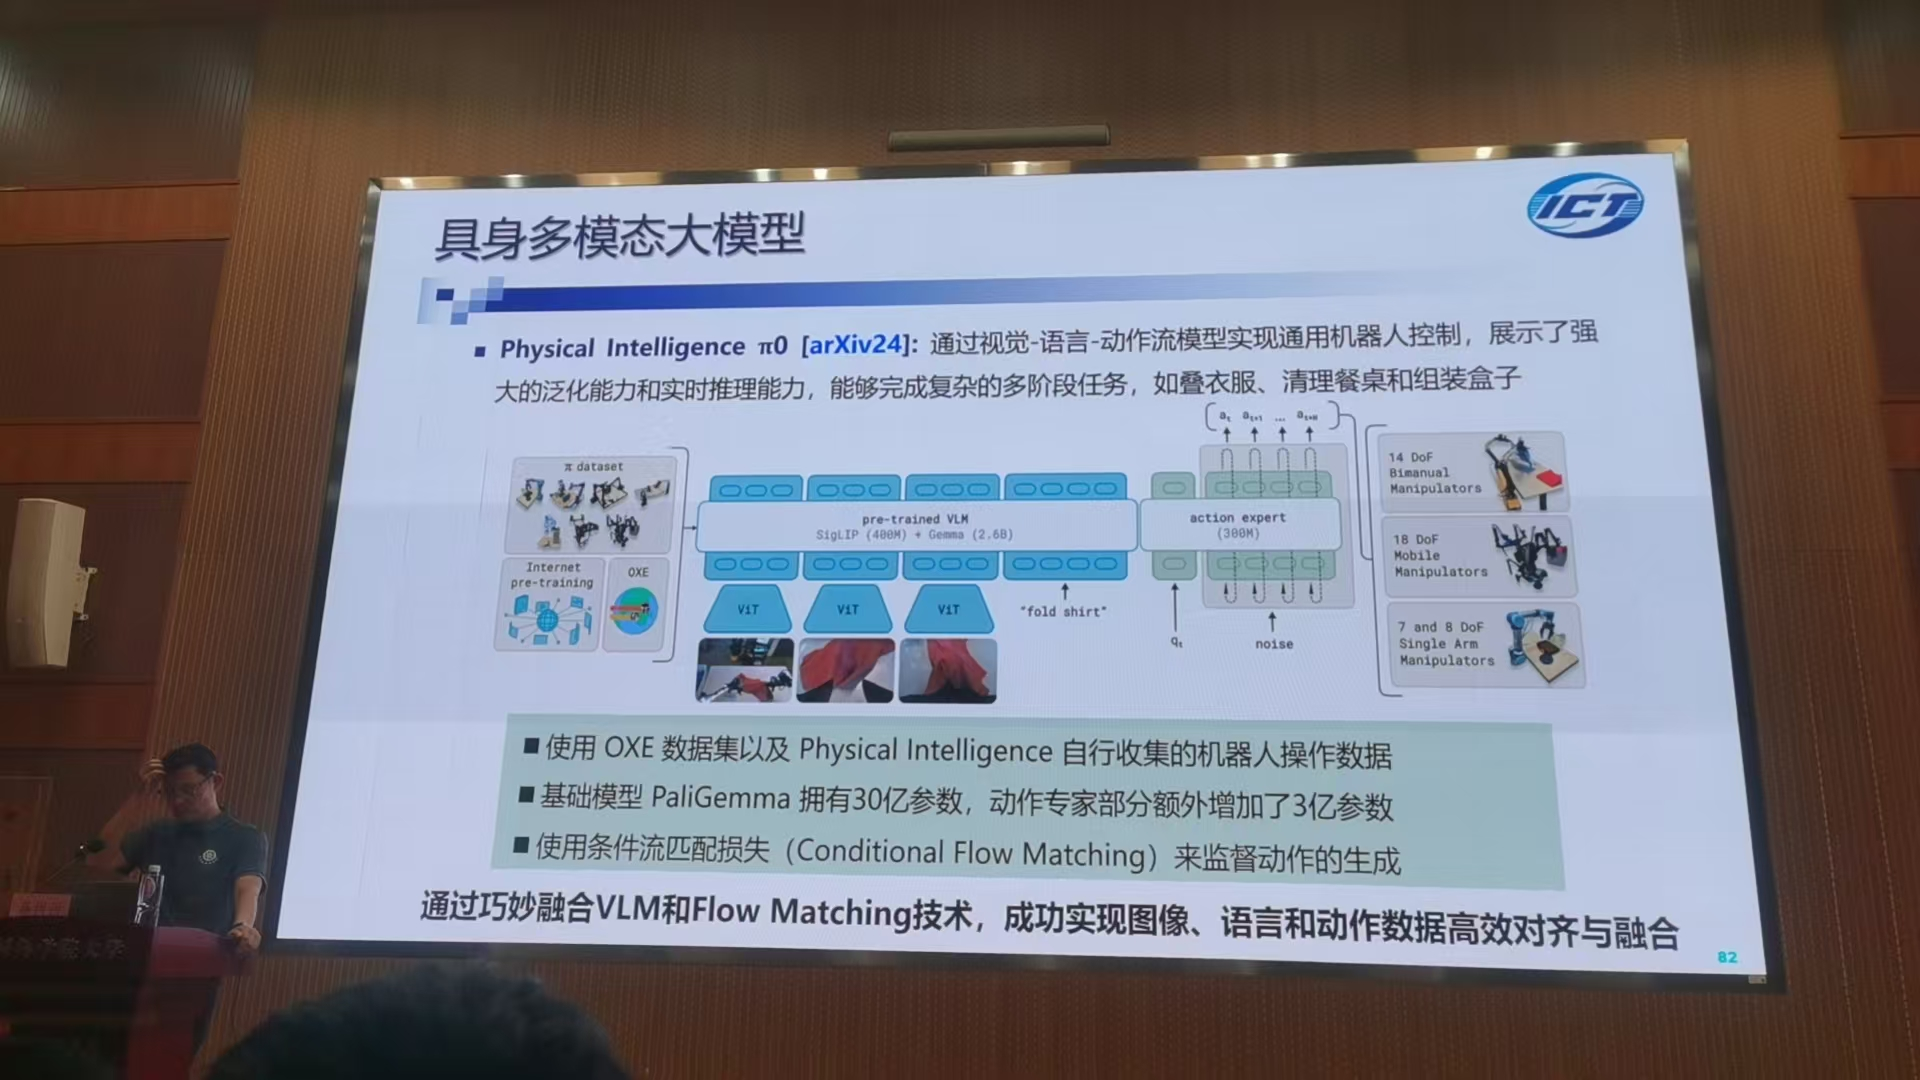 具身多模态大模型
ICT
Physical Intelligence π0 [arXiv24]: 通过视觉-语言-动作流模型实现通用机器人控制，展示了强
大的泛化能力和实时推理能力，能够完成复杂的多阶段任务，如叠衣服、清理餐桌和组装盒子
π dataset
Internet
pre-training
OXE
pre-trained VLM
SigLIP (400M) + Gemma (2.6B)
ViT
ViT
ViT
"fold shirt"
action expert
(300M)
qt
noise
at at+1 ... at+H
14 DoF
Bimanual
Manipulators
18 DoF
Mobile
Manipulators
7 and 8 DoF
Single Arm
Manipulators
■ 使用 OXE 数据集以及 Physical Intelligence 自行收集的机器人操作数据
■ 基础模型 PaliGemma 拥有30亿参数，动作专家部分额外增加了3亿参数
■ 使用条件流匹配损失（Conditional Flow Matching）来监督动作的生成
通过巧妙融合VLM和Flow Matching技术，成功实现图像、语言和动作数据高效对齐与融合
82
学院大学